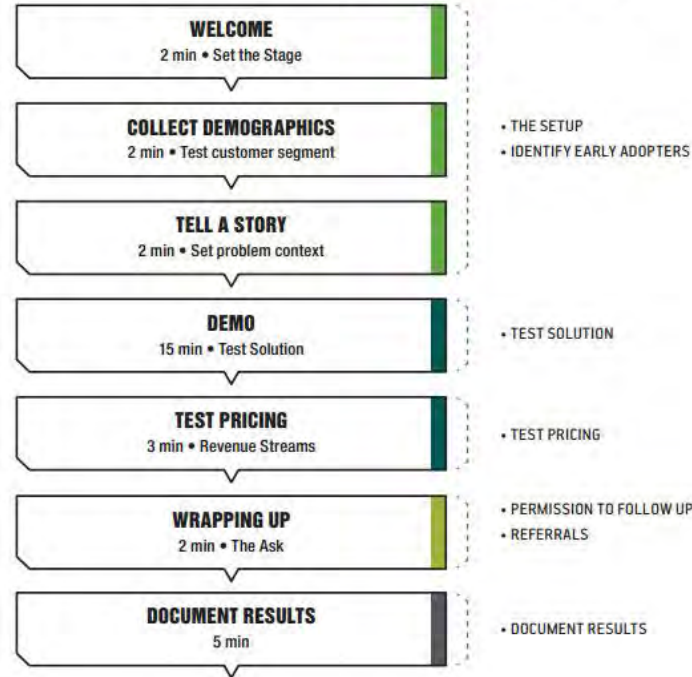 WELCOME
2 min • Set the Stage
COLLECT DEMOGRAPHICS
2 min • Test customer segment
• THE SETUP
• IDENTIFY EARLY ADOPTERS
TELL A STORY
2 min • Set problem context
DEMO
15 min • Test Solution
• TEST SOLUTION
TEST PRICING
3 min • Revenue Streams
• TEST PRICING
WRAPPING UP
2 min • The Ask
• PERMISSION TO FOLLOW UP
• REFERRALS
DOCUMENT RESULTS
5 min
• DOCUMENT RESULTS